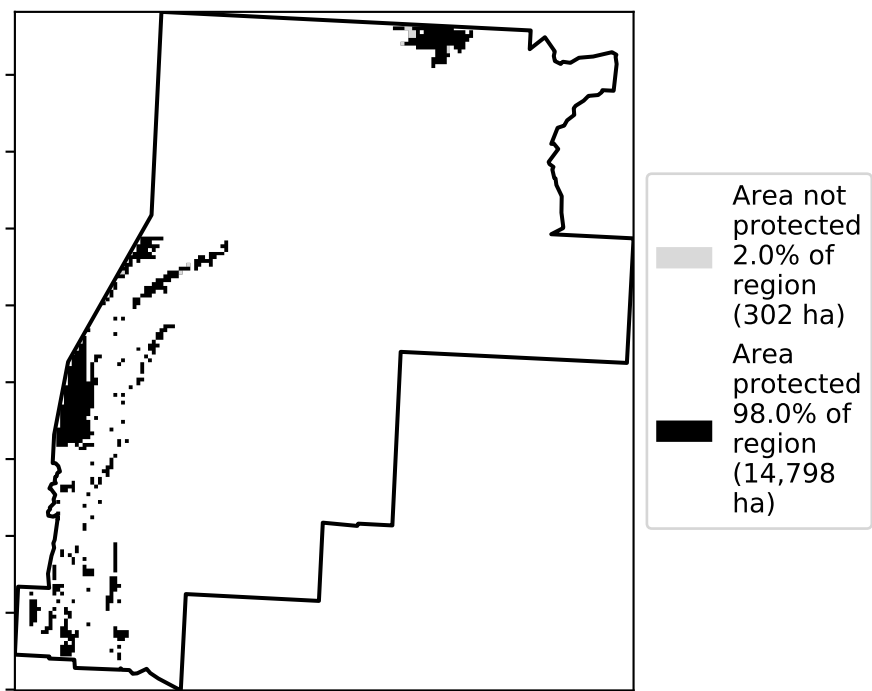 Area not
protected
2.0% of
region
(302 ha)
Area
protected
98.0% of
region
(14,798
ha)